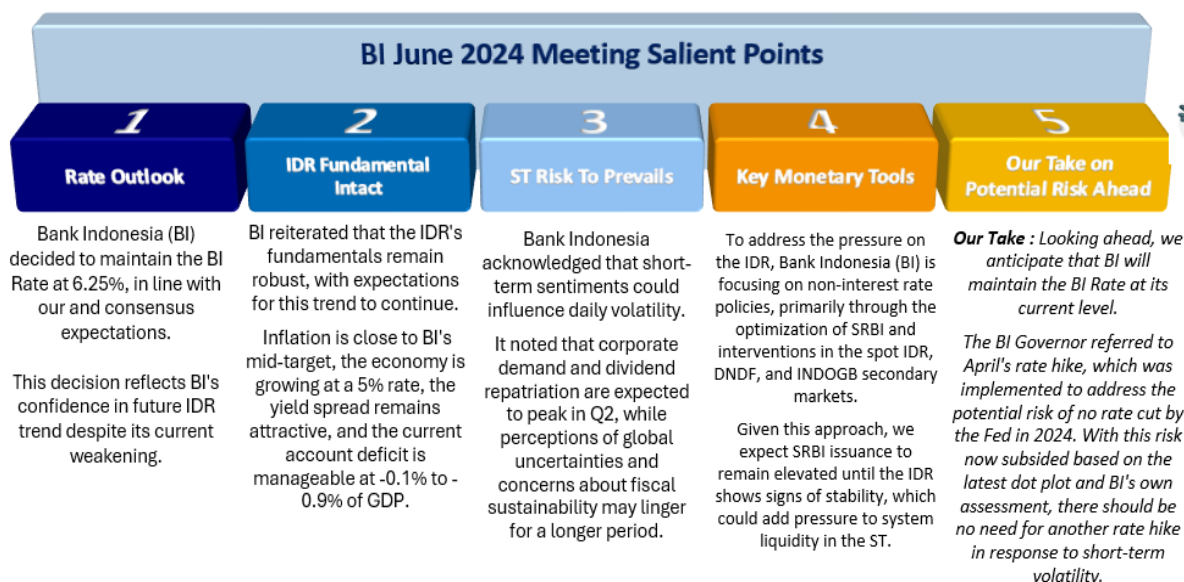 BI June 2024 Meeting Salient Points
1
Rate Outlook
Bank Indonesia (BI)
decided to maintain the BI
Rate at 6.25%, in line with
our and consensus
expectations.
This decision reflects BI's
confidence in future IDR
trend despite its current
weakening.
2
IDR Fundamental
Intact
BI reiterated that the IDR's
fundamentals remain
robust, with expectations
for this trend to continue.
Inflation is close to BI's
mid-target, the economy is
growing at a 5% rate, the
yield spread remains
attractive, and the current
account deficit is
manageable at -0.1% to -
0.9% of GDP.
3
ST Risk To Prevails
Bank Indonesia
acknowledged that short-
term sentiments could
influence daily volatility.
It noted that corporate
demand and dividend
repatriation are expected
to peak in Q2, while
perceptions of global
uncertainties and
concerns about fiscal
sustainability may linger
for a longer period.
4
Key Monetary Tools
To address the pressure on
the IDR, Bank Indonesia (BI) is
focusing on non-interest rate
policies, primarily through the
optimization of SRBI and
interventions in the spot IDR,
DNDF, and INDOGB secondary
markets.
Given this approach, we
expect SRBI issuance to
remain elevated until the IDR
shows signs of stability, which
could add pressure to system
liquidity in the ST.
5
Our Take on
Potential Risk Ahead
Our Take : Looking ahead, we
anticipate that BI will
maintain the BI Rate at its
current level.
The BI Governor referred to
April's rate hike, which was
implemented to address the
potential risk of no rate cut by
the Fed in 2024. With this risk
now subsided based on the
latest dot plot and BI's own
assessment, there should be
no need for another rate hike
in response to short-term
volatility.